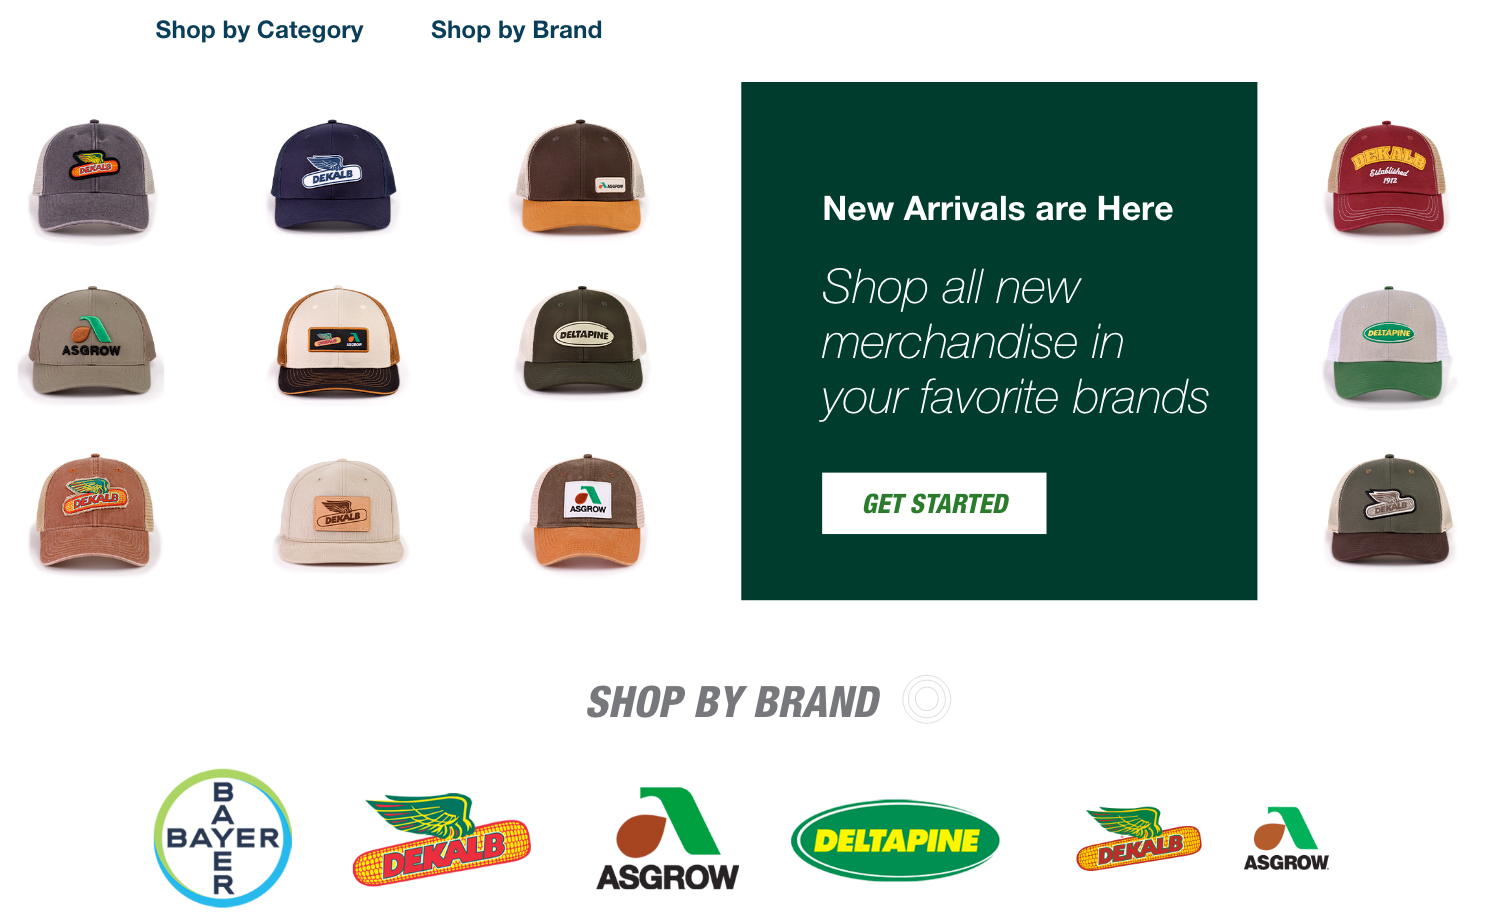 Shop by Category
Shop by Brand
DEKALB
DEKALB
ASGROW
DEKALB
Established
1912
ASGROW
ASGROW
DELTAPINE
DELTAPINE
DEKALB
DEKALB
ASGROW
DEKALB
New Arrivals are Here
Shop all new
merchandise in
your favorite brands
GET STARTED
SHOP BY BRAND
BAYER
BAYER
DEKALB
ASGROW
DELTAPINE
DEKALB
ASGROW